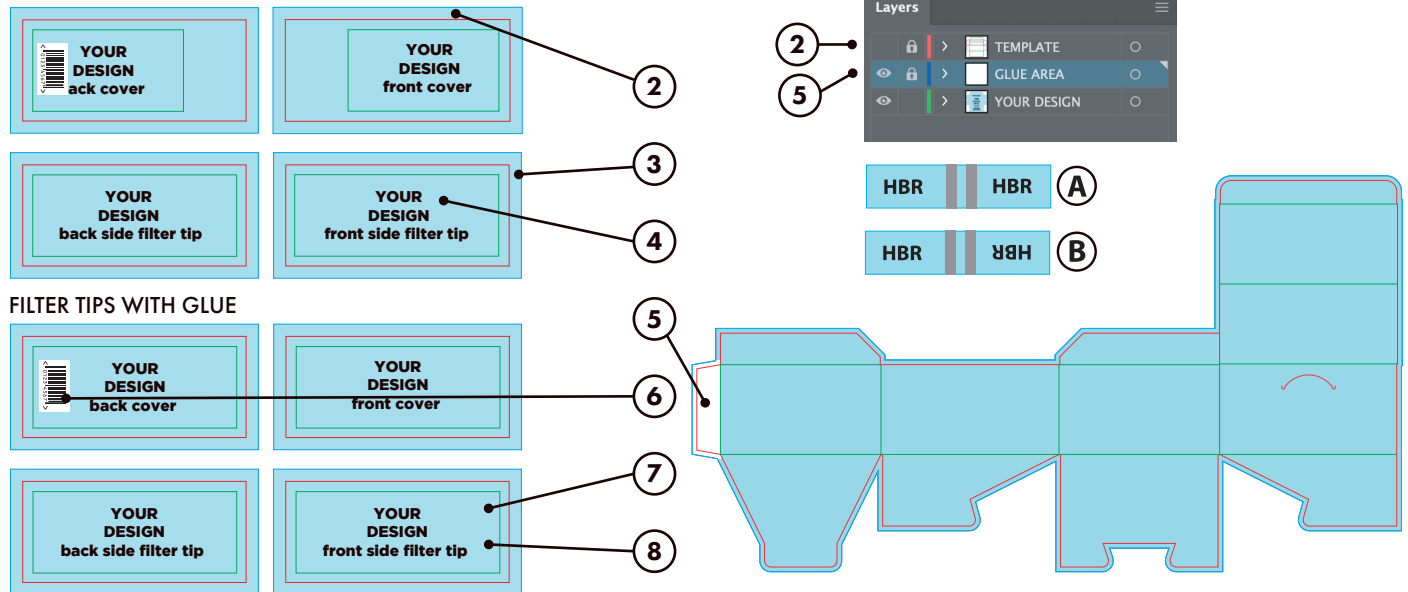 YOUR
DESIGN
ack cover
YOUR
DESIGN
front cover
2
YOUR
DESIGN
back side filter tip
YOUR
DESIGN
front side filter tip
3
4
FILTER TIPS WITH GLUE
YOUR
DESIGN
back cover
YOUR
DESIGN
front cover
5
6
YOUR
DESIGN
back side filter tip
YOUR
DESIGN
front side filter tip
7
8
Layers
2
TEMPLATE
5
GLUE AREA
YOUR DESIGN
HBR HBR A
HBR HBR B